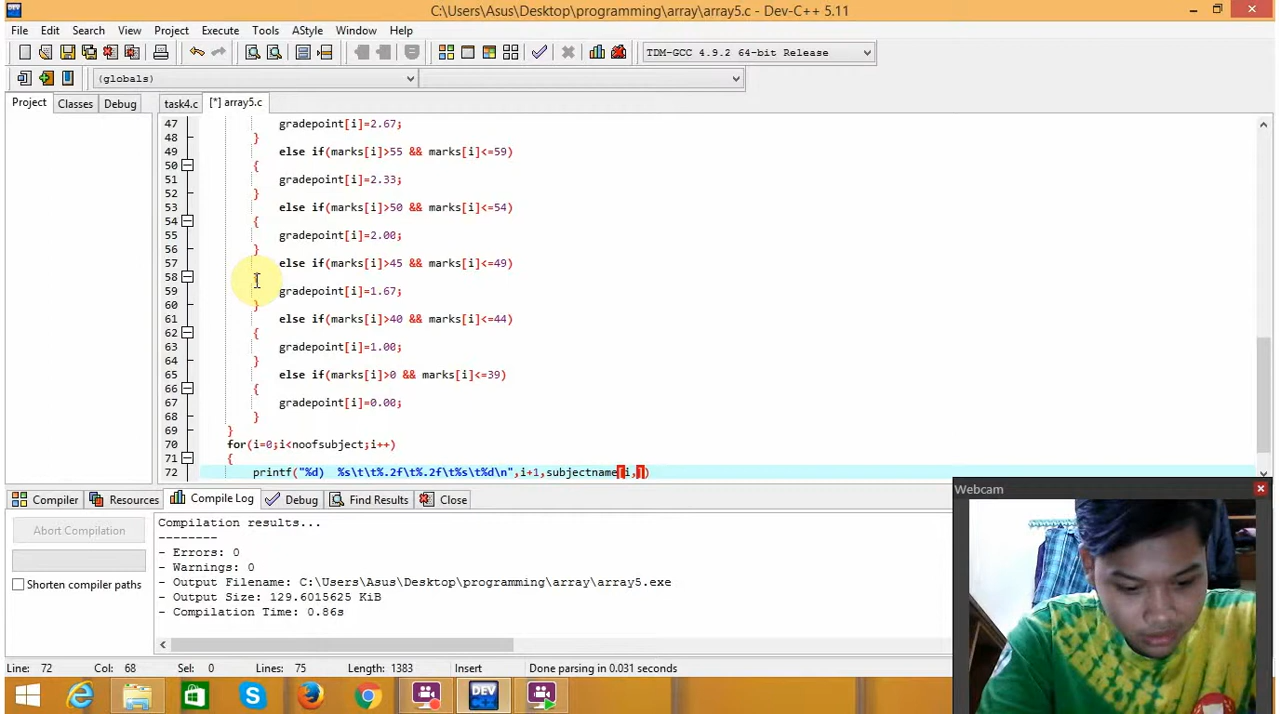 C:\Users\Asus\Desktop\programming\array\array5.c - Dev-C++ 5.11
File Edit Search View Project Execute Tools AStyle Window Help
TDM-GCC 4.9.2 64-bit Release
(globals)
Project Classes Debug task4.c [*] array5.c
47 gradepoint[i]=2.67;
48 }
49 else if(marks[i]>55 && marks[i]<=59)
50 {
51 gradepoint[i]=2.33;
52 }
53 else if(marks[i]>50 && marks[i]<=54)
54 {
55 gradepoint[i]=2.00;
56 }
57 else if(marks[i]>45 && marks[i]<=49)
58 {
59 gradepoint[i]=1.67;
60 }
61 else if(marks[i]>40 && marks[i]<=44)
62 {
63 gradepoint[i]=1.00;
64 }
65 else if(marks[i]>0 && marks[i]<=39)
66 {
67 gradepoint[i]=0.00;
68 }
69 }
70 for(i=0;i<noofsubject;i++)
71 {
72 printf("%d)  %s\t\t%.2f\t%.2f\t%s\t%d\n",i+1,subjectname[i,])
Compiler Resources Compile Log Debug Find Results Close
Webcam
Abort Compilation
Shorten compiler paths
Compilation results...
--------
- Errors: 0
- Warnings: 0
- Output Filename: C:\Users\Asus\Desktop\programming\array\array5.exe
- Output Size: 129.6015625 KiB
- Compilation Time: 0.86s
Line: 72 Col: 68 Sel: 0 Lines: 75 Length: 1383 Insert Done parsing in 0.031 seconds
DEV